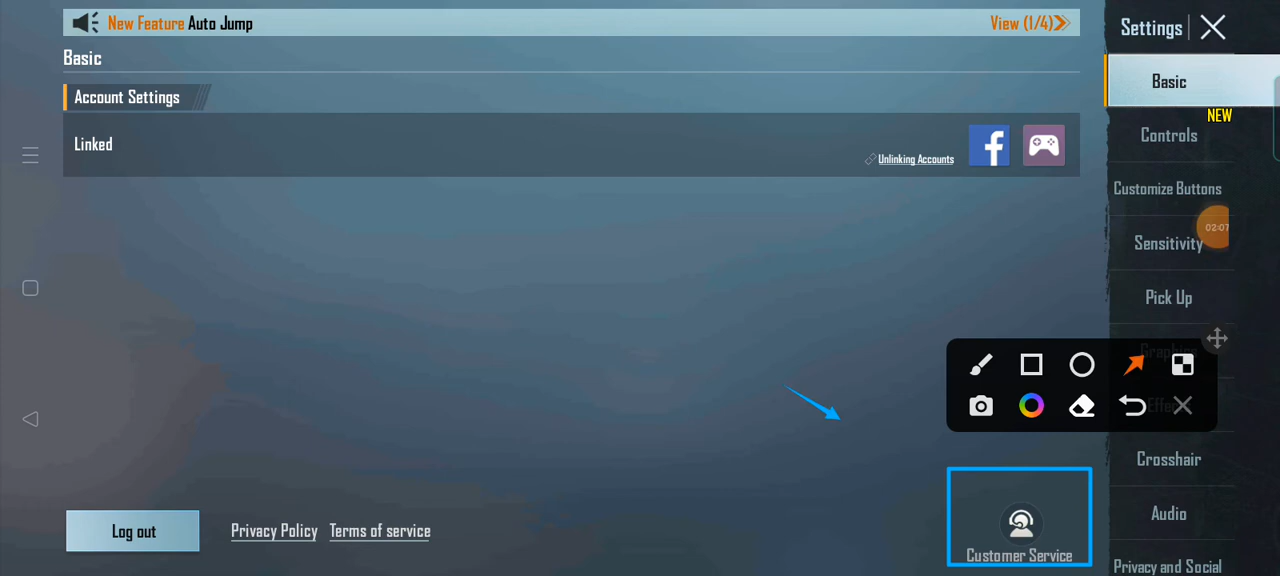 New Feature Auto Jump
View (1/4)
Settings
Basic
Basic
Account Settings
NEW
Linked
Controls
Unlinking Accounts
Customize Buttons
02:07
Sensitivity
Pick Up
Crosshair
Audio
Log out
Privacy Policy
Terms of service
Customer Service
Privacy and Social